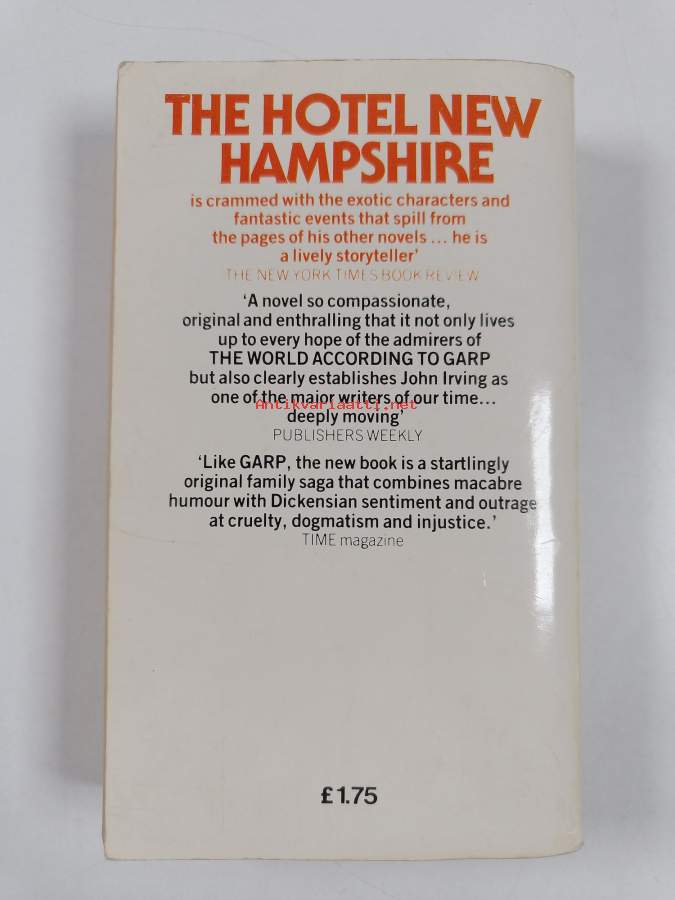 THE HOTEL NEW
HAMPSHIRE
is crammed with the exotic characters and
fantastic events that spill from
the pages of his other novels ... he is
a lively storyteller’
THE NEW YORK TIMES BOOK REVIEW
‘A novel so compassionate,
original and enthralling that it not only lives
up to every hope of the admirers of
THE WORLD ACCORDING TO GARP
but also clearly establishes John Irving as
one of the major writers of our time...
Antikvariaatti.net
deeply moving’
PUBLISHERS WEEKLY
‘Like GARP, the new book is a startlingly
original family saga that combines macabre
humour with Dickensian sentiment and outrage
at cruelty, dogmatism and injustice.’
TIME magazine
£1.75